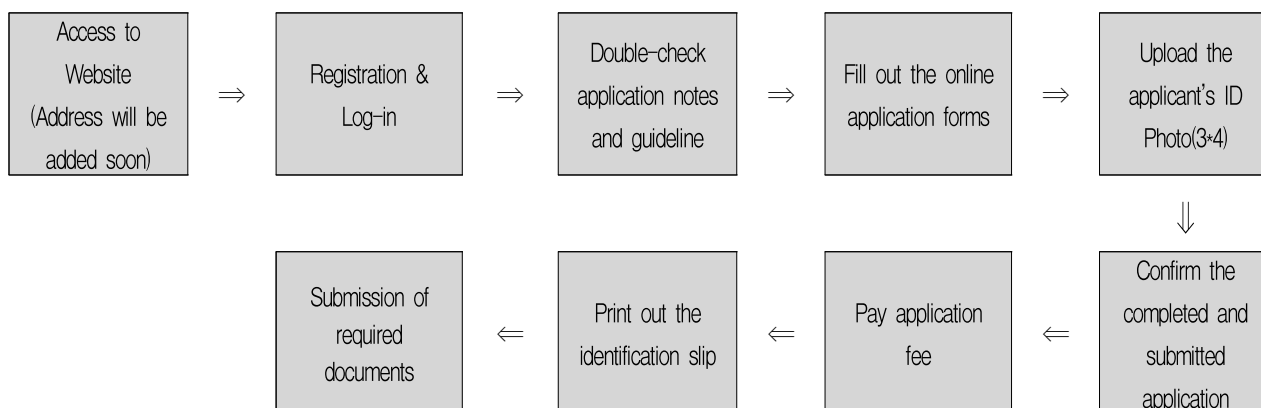 Access to
Website
(Address will be
added soon)
⇒
Registration &
Log-in
⇒
Double-check
application notes
and guideline
⇒
Fill out the online
application forms
⇒
Upload the
applicant's ID
Photo(3*4)
⇓
Confirm the
completed and
submitted
application
⇐
Pay application
fee
⇐
Print out the
identification slip
⇐
Submission of
required
documents